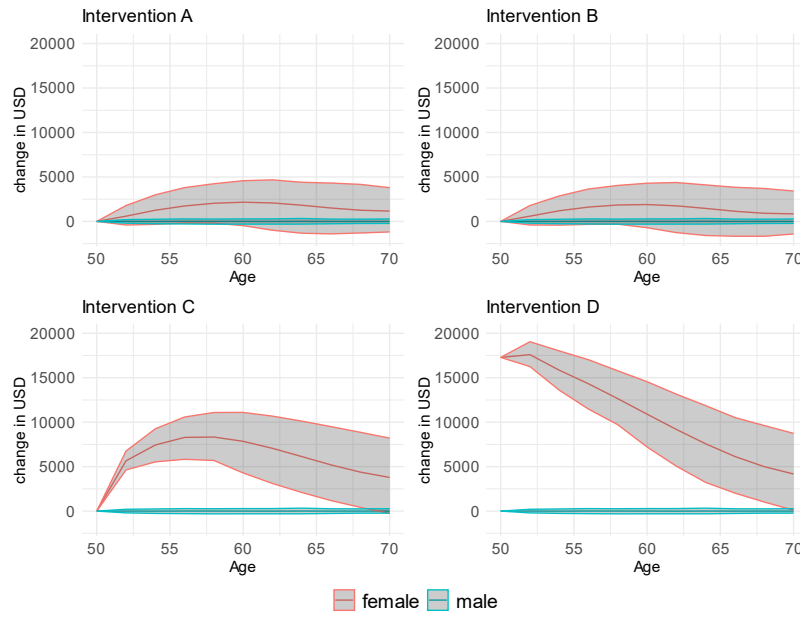 Intervention A
Intervention B
20000
15000
10000
5000
0
change in USD
50 55 60 65 70
Age
20000
15000
10000
5000
0
change in USD
50 55 60 65 70
Age
Intervention C
Intervention D
20000
15000
10000
5000
0
change in USD
50 55 60 65 70
Age
20000
15000
10000
5000
0
change in USD
50 55 60 65 70
Age
female male